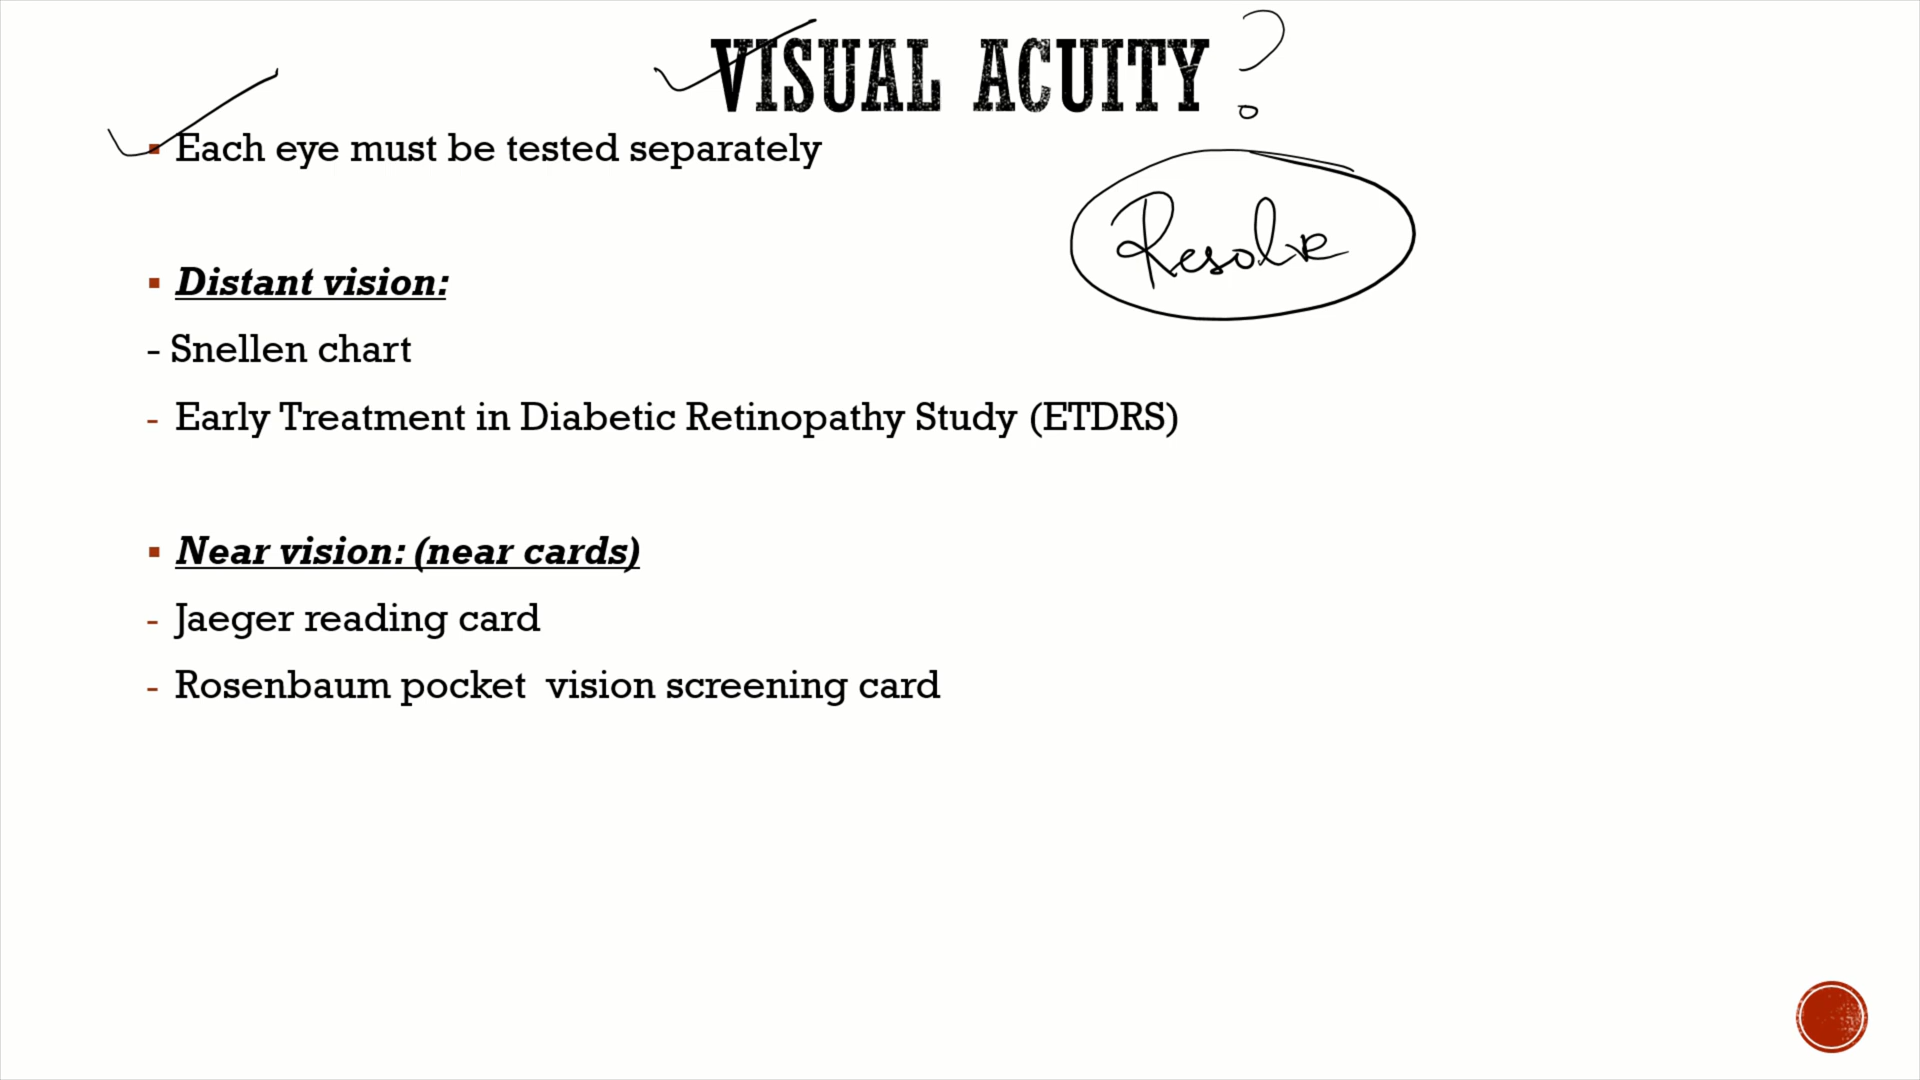 VISUAL ACUITY ?
▪ Each eye must be tested separately
Resolve
▪ Distant vision:
- Snellen chart
- Early Treatment in Diabetic Retinopathy Study (ETDRS)
▪ Near vision: (near cards)
- Jaeger reading card
- Rosenbaum pocket  vision screening card